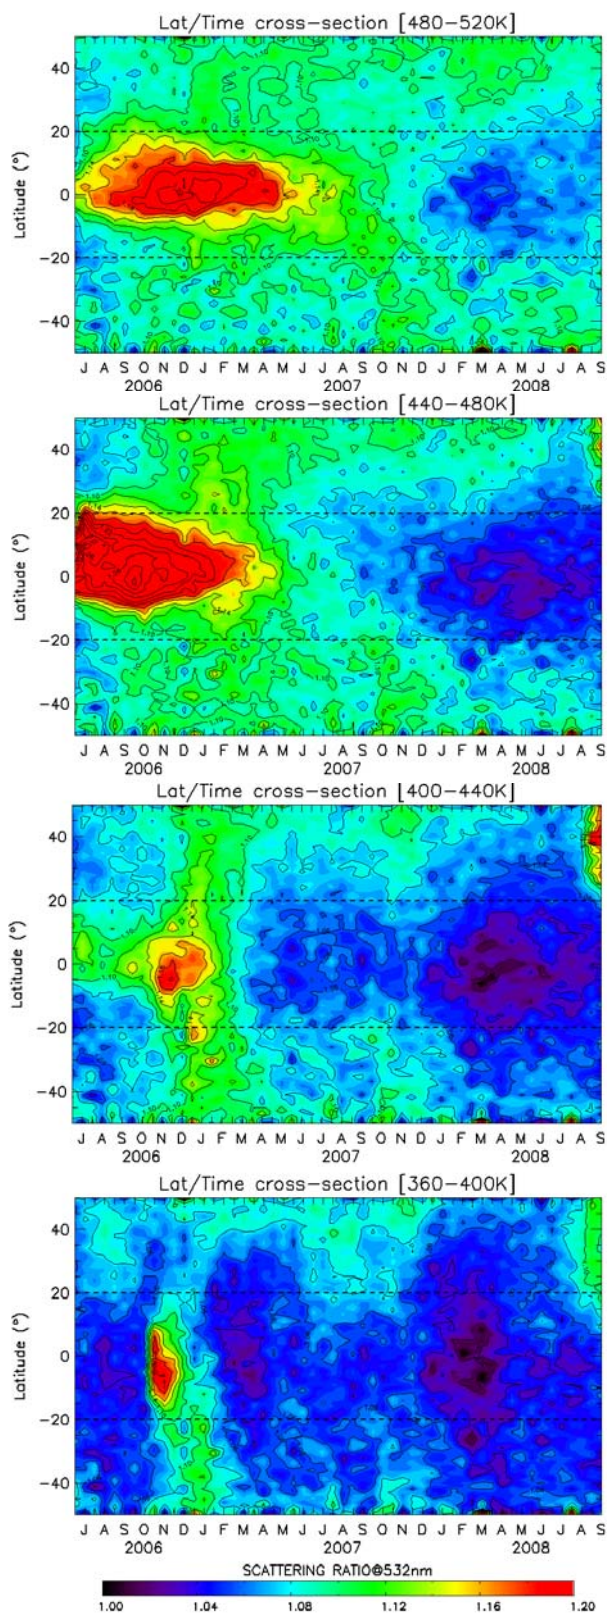 Lat/Time cross-section [480-520K]
40
20
0
-20
-40
Latitude (°)
J A S O N D J F M A M J J A S O N D J F M A M J J A S
2006 2007 2008
Lat/Time cross-section [440-480K]
40
20
0
-20
-40
Latitude (°)
J A S O N D J F M A M J J A S O N D J F M A M J J A S
2006 2007 2008
Lat/Time cross-section [400-440K]
40
20
0
-20
-40
Latitude (°)
J A S O N D J F M A M J J A S O N D J F M A M J J A S
2006 2007 2008
Lat/Time cross-section [360-400K]
40
20
0
-20
-40
Latitude (°)
J A S O N D J F M A M J J A S O N D J F M A M J J A S
2006 2007 2008
SCATTERING RATIO@532nm
1.00 1.04 1.08 1.12 1.16 1.20